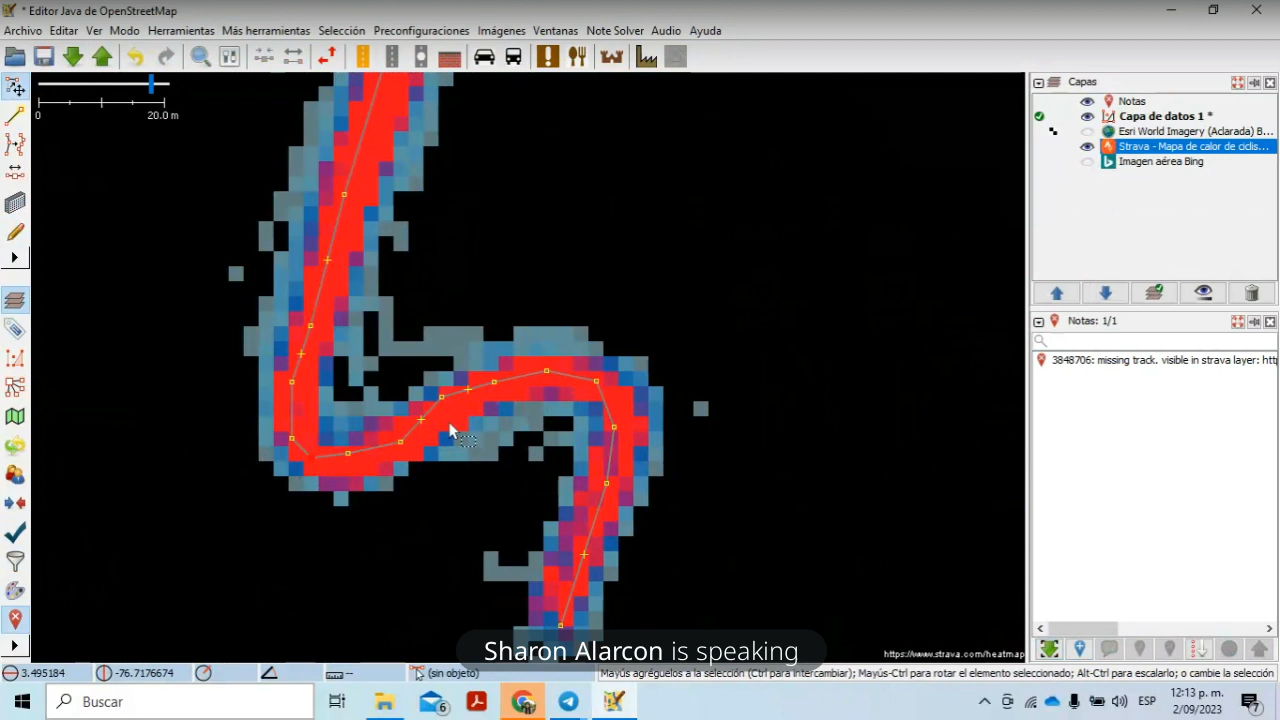 * Editor Java de OpenStreetMap
Archivo Editar Ver Modo Herramientas Más herramientas Selección Preconfiguraciones Imágenes Ventanas Note Solver Audio Ayuda
0 20.0 m
Capas
Notas
Capa de datos 1 *
Esri World Imagery (Aclarada) B...
Strava - Mapa de calor de ciclis...
Imagen aérea Bing
Notas: 1/1
3848706: missing track. visible in strava layer: htt
Sharon Alarcon is speaking
https://www.strava.com/heatmap
3.495184 -76.7176674 -- (sin objeto) Mayús agréguelos a la selección (Ctrl para intercambiar); Mayús-Ctrl para rotar el elemento seleccionado; Alt-Ctrl para escalarlo; o cambie la selección
Buscar
6
ESP
12:13 p. m.
2/09/2023
7